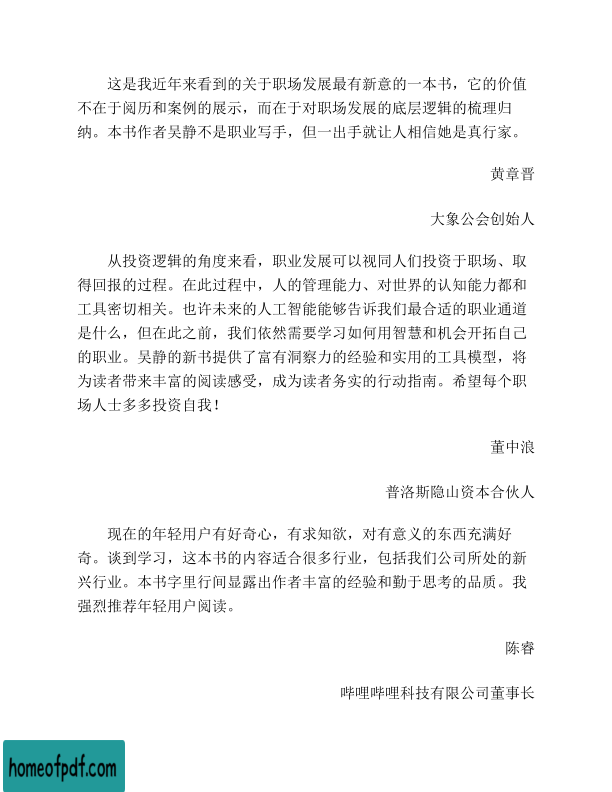 这是我近年来看到的关于职场发展最有新意的一本书，它的价值
不在于阅历和案例的展示，而在于对职场发展的底层逻辑的梳理归
纳。本书作者吴静不是职业写手，但一出手就让人相信她是真行家。
黄章晋
大象公会创始人
从投资逻辑的角度来看，职业发展可以视同人们投资于职场、取
得回报的过程。在此过程中，人的管理能力、对世界的认知能力都和
工具密切相关。也许未来的人工智能能够告诉我们最合适的职业通道
是什么，但在此之前，我们依然需要学习如何用智慧和机会开拓自己
的职业。吴静的新书提供了富有洞察力的经验和实用的工具模型，将
为读者带来丰富的阅读感受，成为读者务实的行动指南。希望每个职
场人士多多投资自我！
董中浪
普洛斯隐山资本合伙人
现在的年轻用户有好奇心，有求知欲，对有意义的东西充满好
奇。谈到学习，这本书的内容适合很多行业，包括我们公司所处的新
兴行业。本书字里行间显露出作者丰富的经验和勤于思考的品质。我
强烈推荐年轻用户阅读。
陈睿
哔哩哔哩科技有限公司董事长
homeofpdf.com